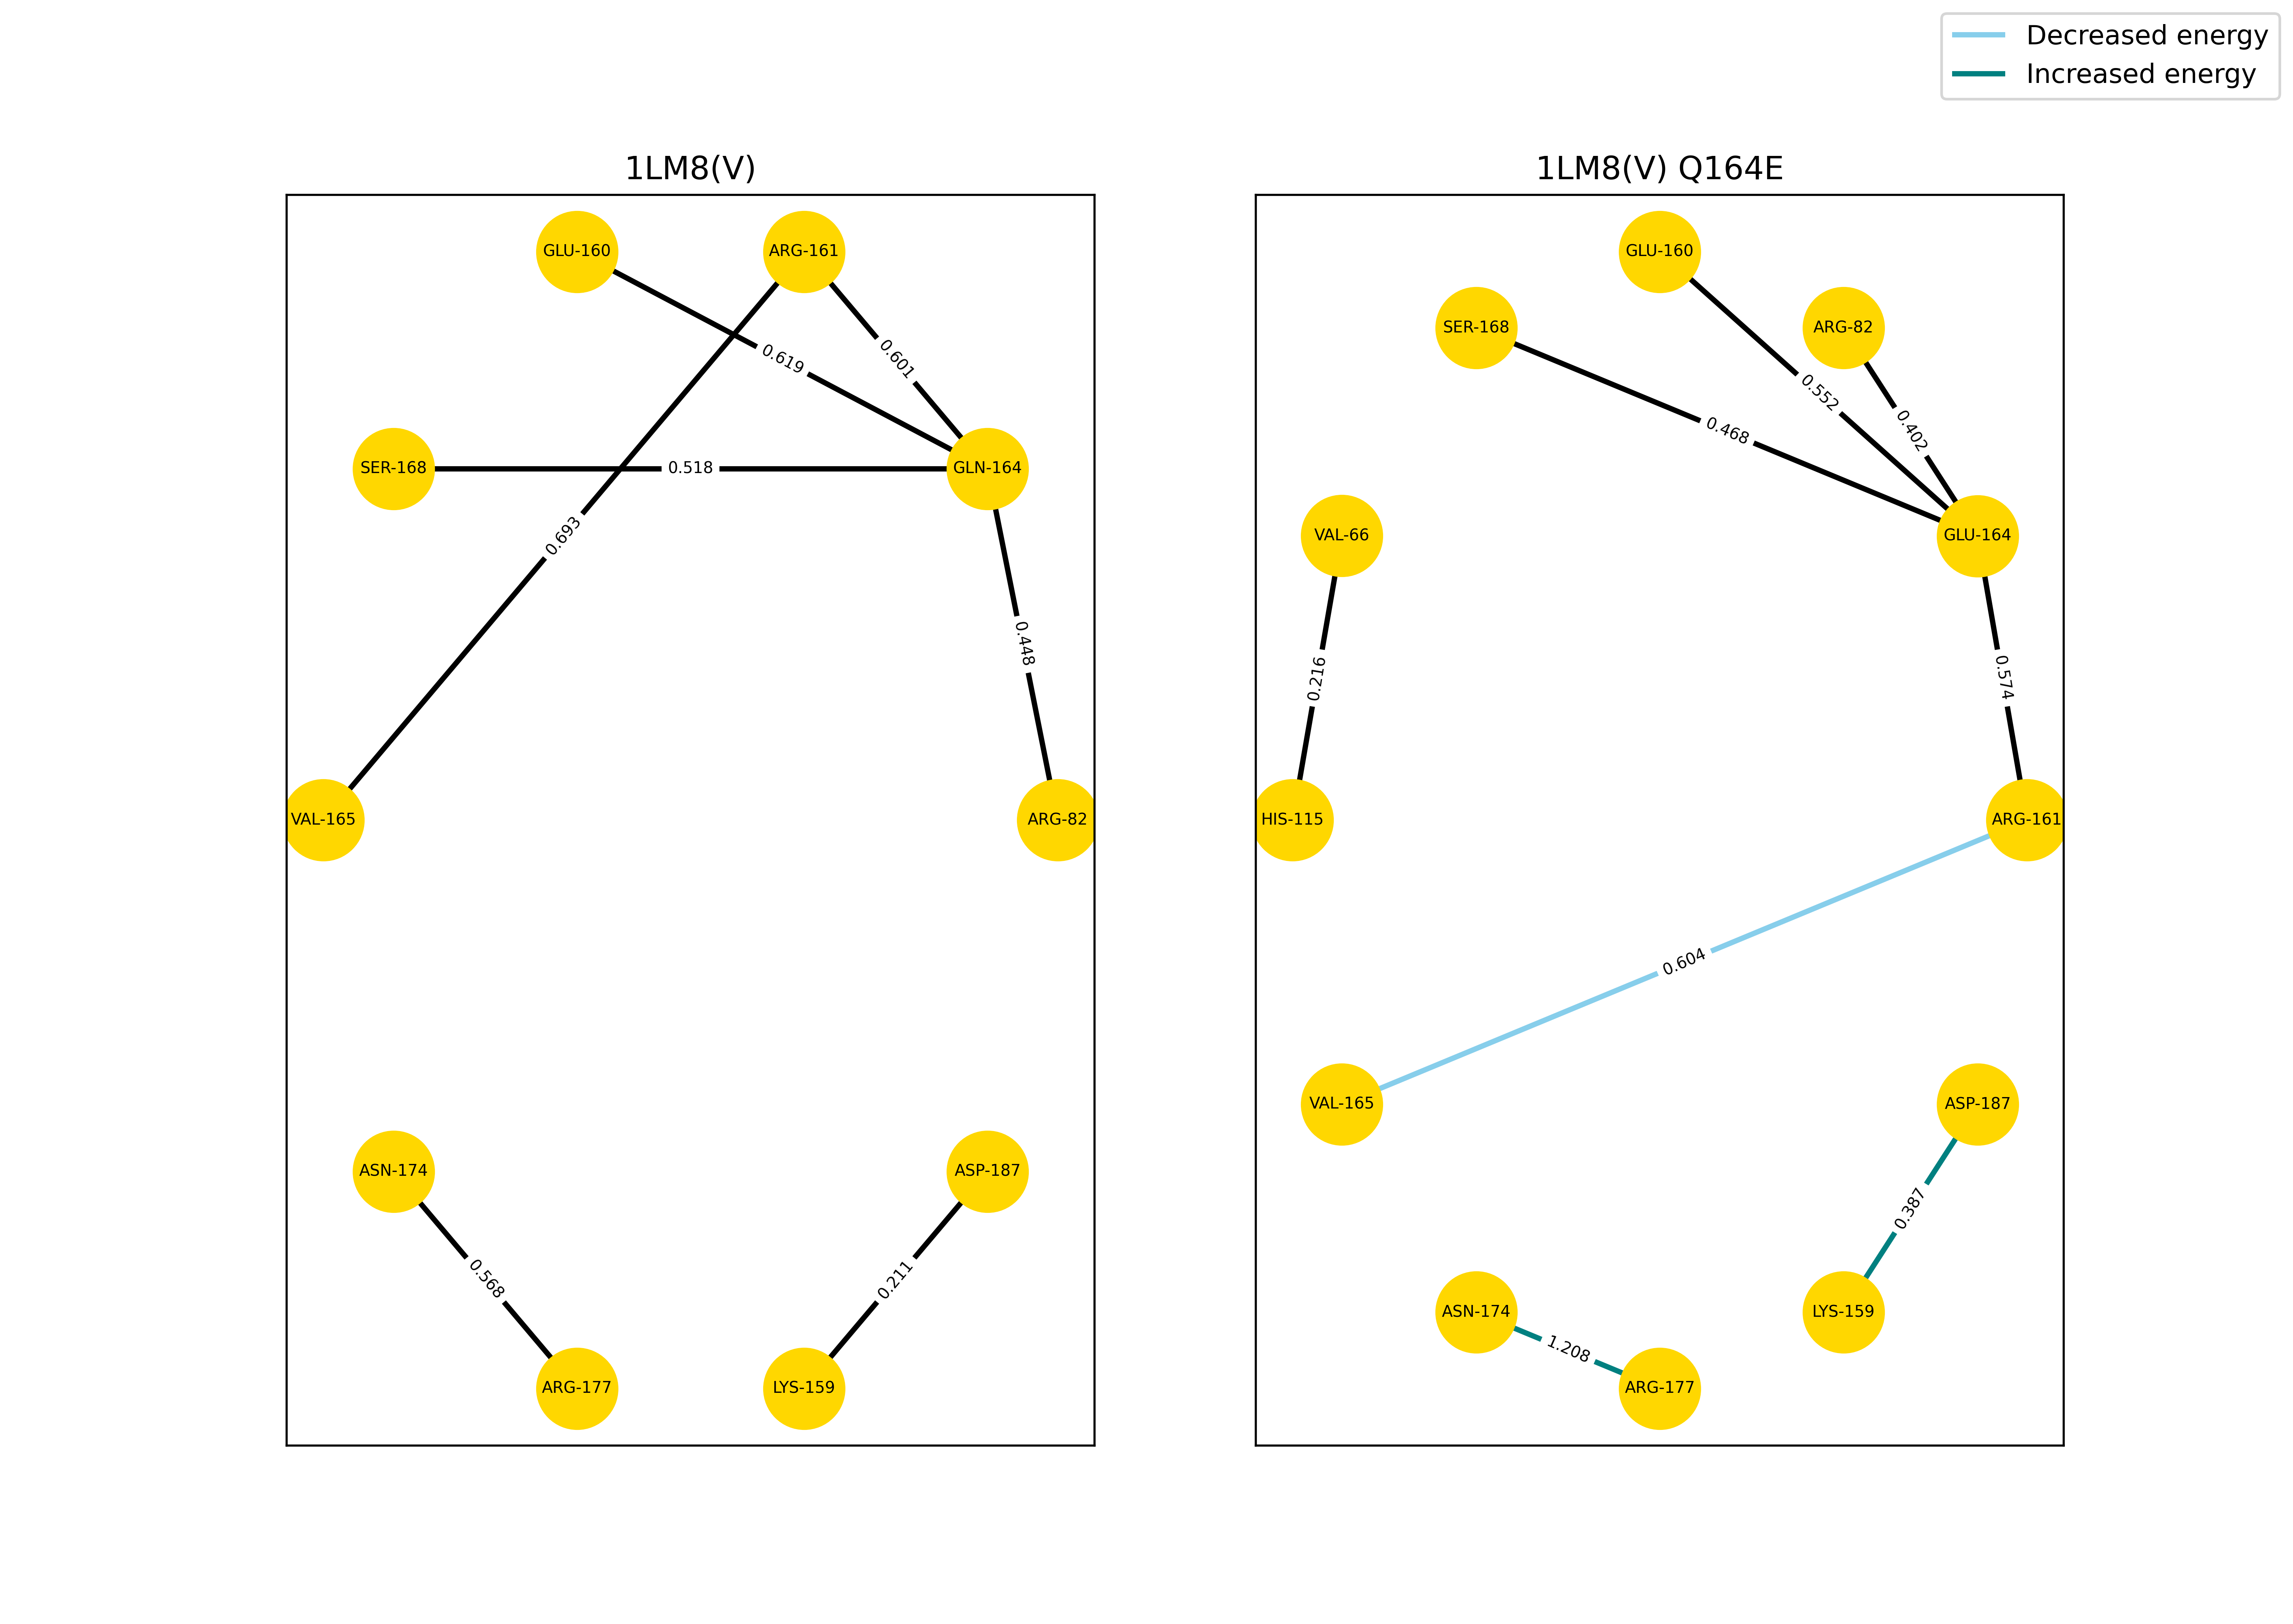 Decreased energy
Increased energy
1LM8(V)
GLU-160
ARG-161
0.619
0.601
SER-168
0.518
GLN-164
0.693
0.448
VAL-165
ARG-82
ASN-174
ASP-187
0.568
0.211
ARG-177
LYS-159
1LM8(V) Q164E
GLU-160
SER-168
ARG-82
0.552
0.468
0.402
VAL-66
GLU-164
0.216
0.574
HIS-115
ARG-161
0.604
VAL-165
ASP-187
0.387
ASN-174
LYS-159
1.208
ARG-177